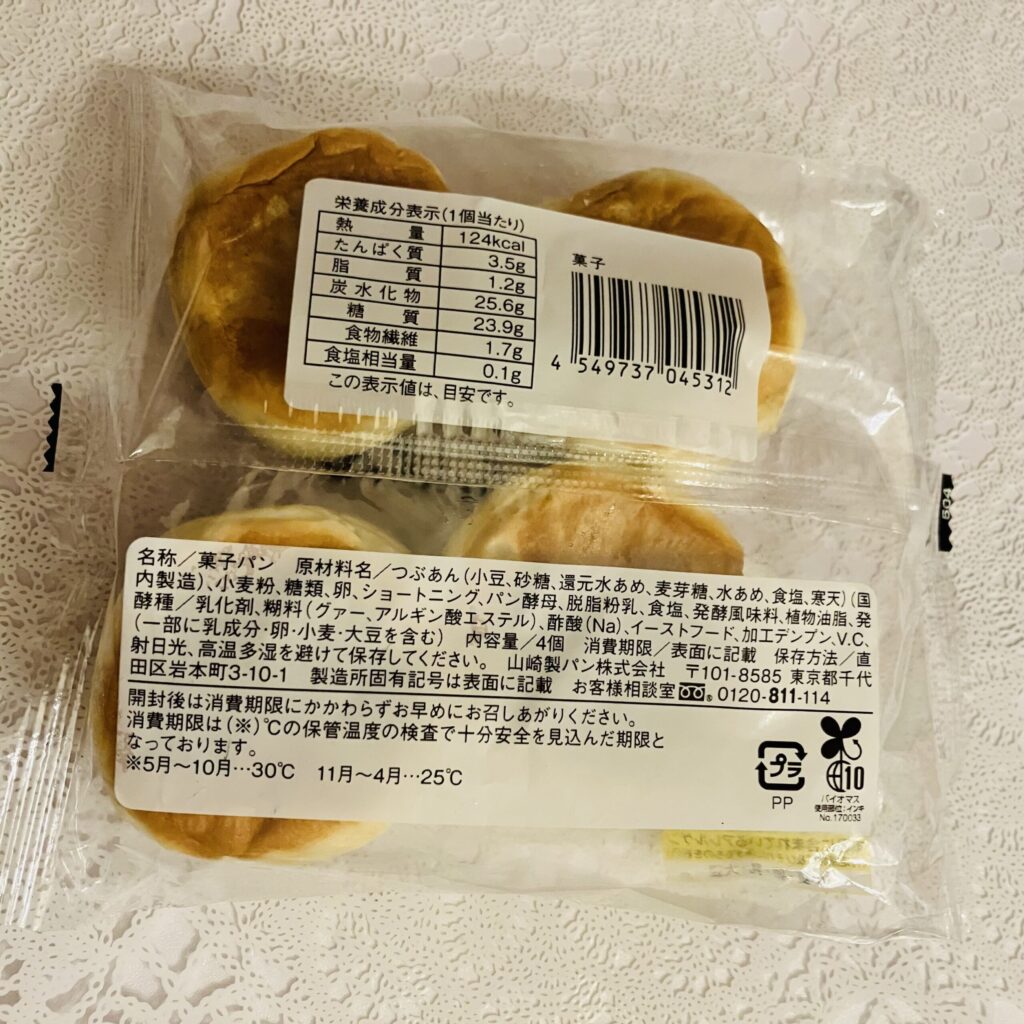 栄養成分表示(1個当たり)
熱量 124kcal
たんぱく質 3.5g
脂質 1.2g
炭水化物 25.6g
糖質 23.9g
食物繊維 1.7g
食塩相当量 0.1g
この表示値は、目安です。
菓子
4 549737 045312
504
名称/菓子パン 原材料名/つぶあん(小豆、砂糖、還元水あめ、麦芽糖、水あめ、食塩、寒天)(国
内製造)、小麦粉、糖類、卵、ショートニング、パン酵母、脱脂粉乳、食塩、発酵風味料、植物油脂、発
酵種/乳化剤、糊料(グァー、アルギン酸エステル)、酢酸(Na)、イーストフード、加工デンプン、V.C、
(一部に乳成分・卵・小麦・大豆を含む) 内容量/4個 消費期限/表面に記載 保存方法/直
射日光、高温多湿を避けて保存してください。 山崎製パン株式会社 〒101-8585 東京都千代
田区岩本町3-10-1 製造所固有記号は表面に記載 お客様相談室 0120-811-114
開封後は消費期限にかかわらずお早めにお召しあがりください。
消費期限は(※)℃の保管温度の検査で十分安全を見込んだ期限と
なっております。
※5月~10月…30℃ 11月~4月…25℃
プラ
PP
10
バイオマス
使用部位:インキ
No.170033